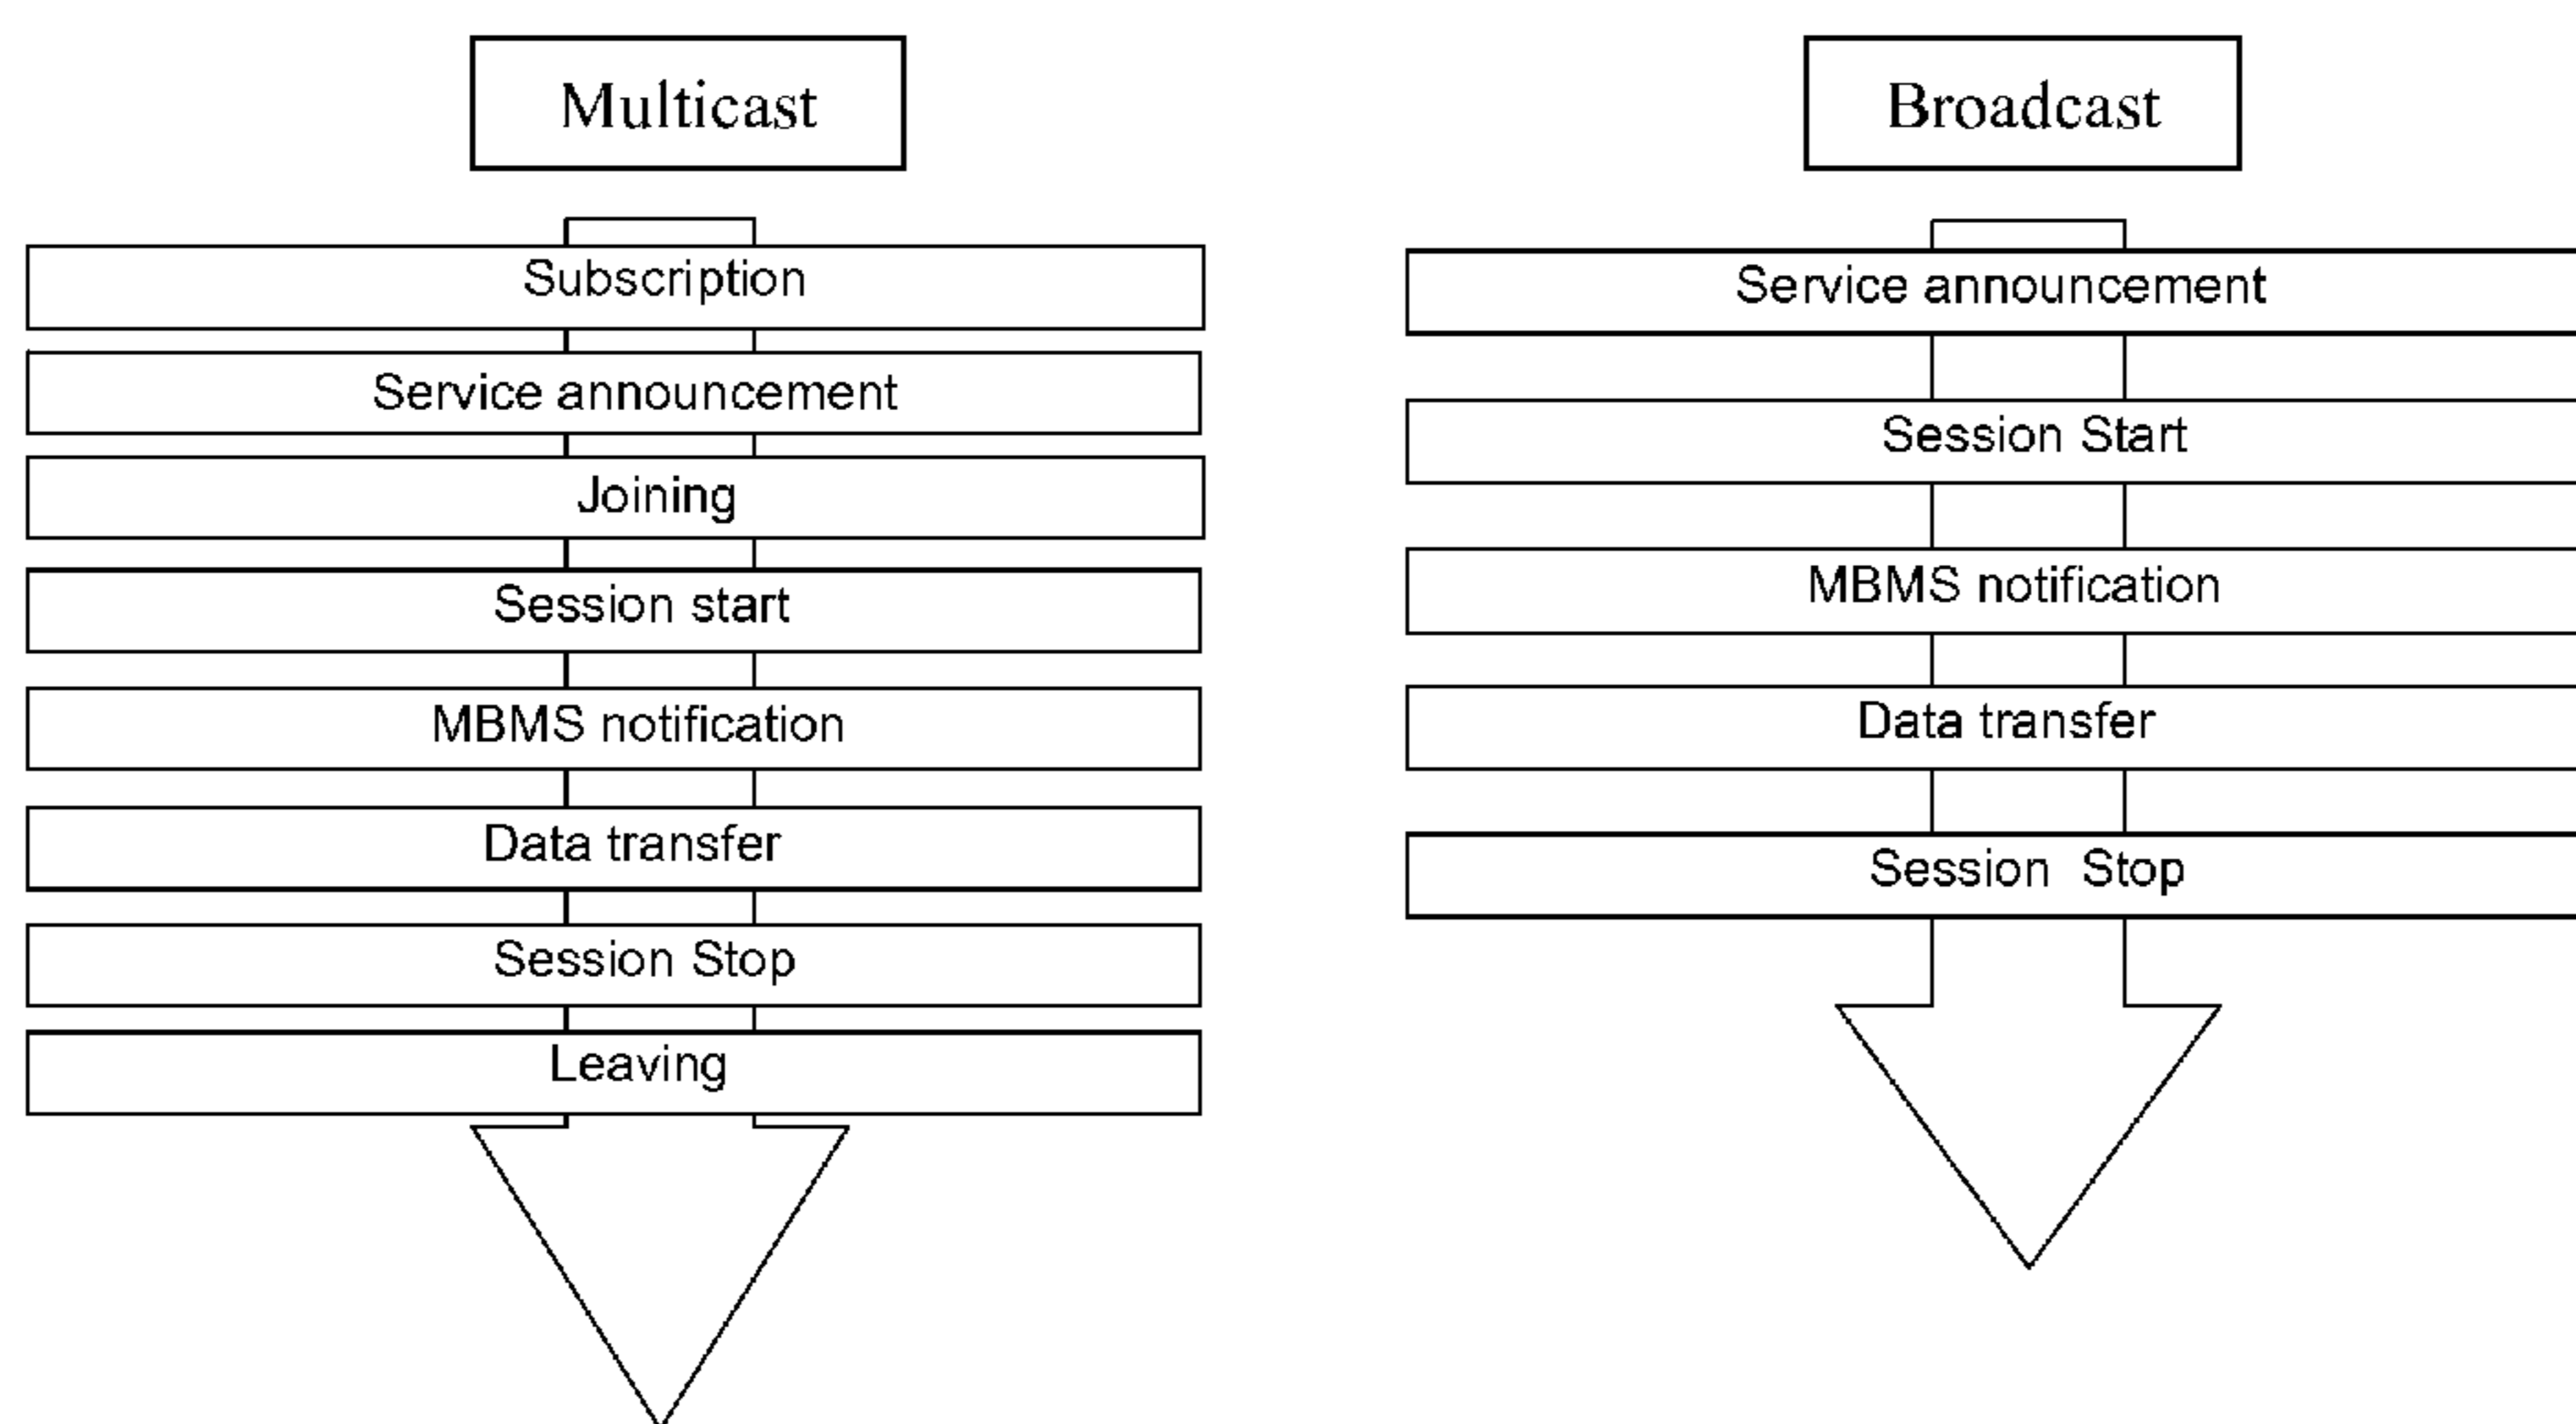 Multicast
Subscription
Service announcement
Joining
Session start
MBMS notification
Data transfer
Session Stop
Leaving
Broadcast
Service announcement
Session Start
MBMS notification
Data transfer
Session Stop